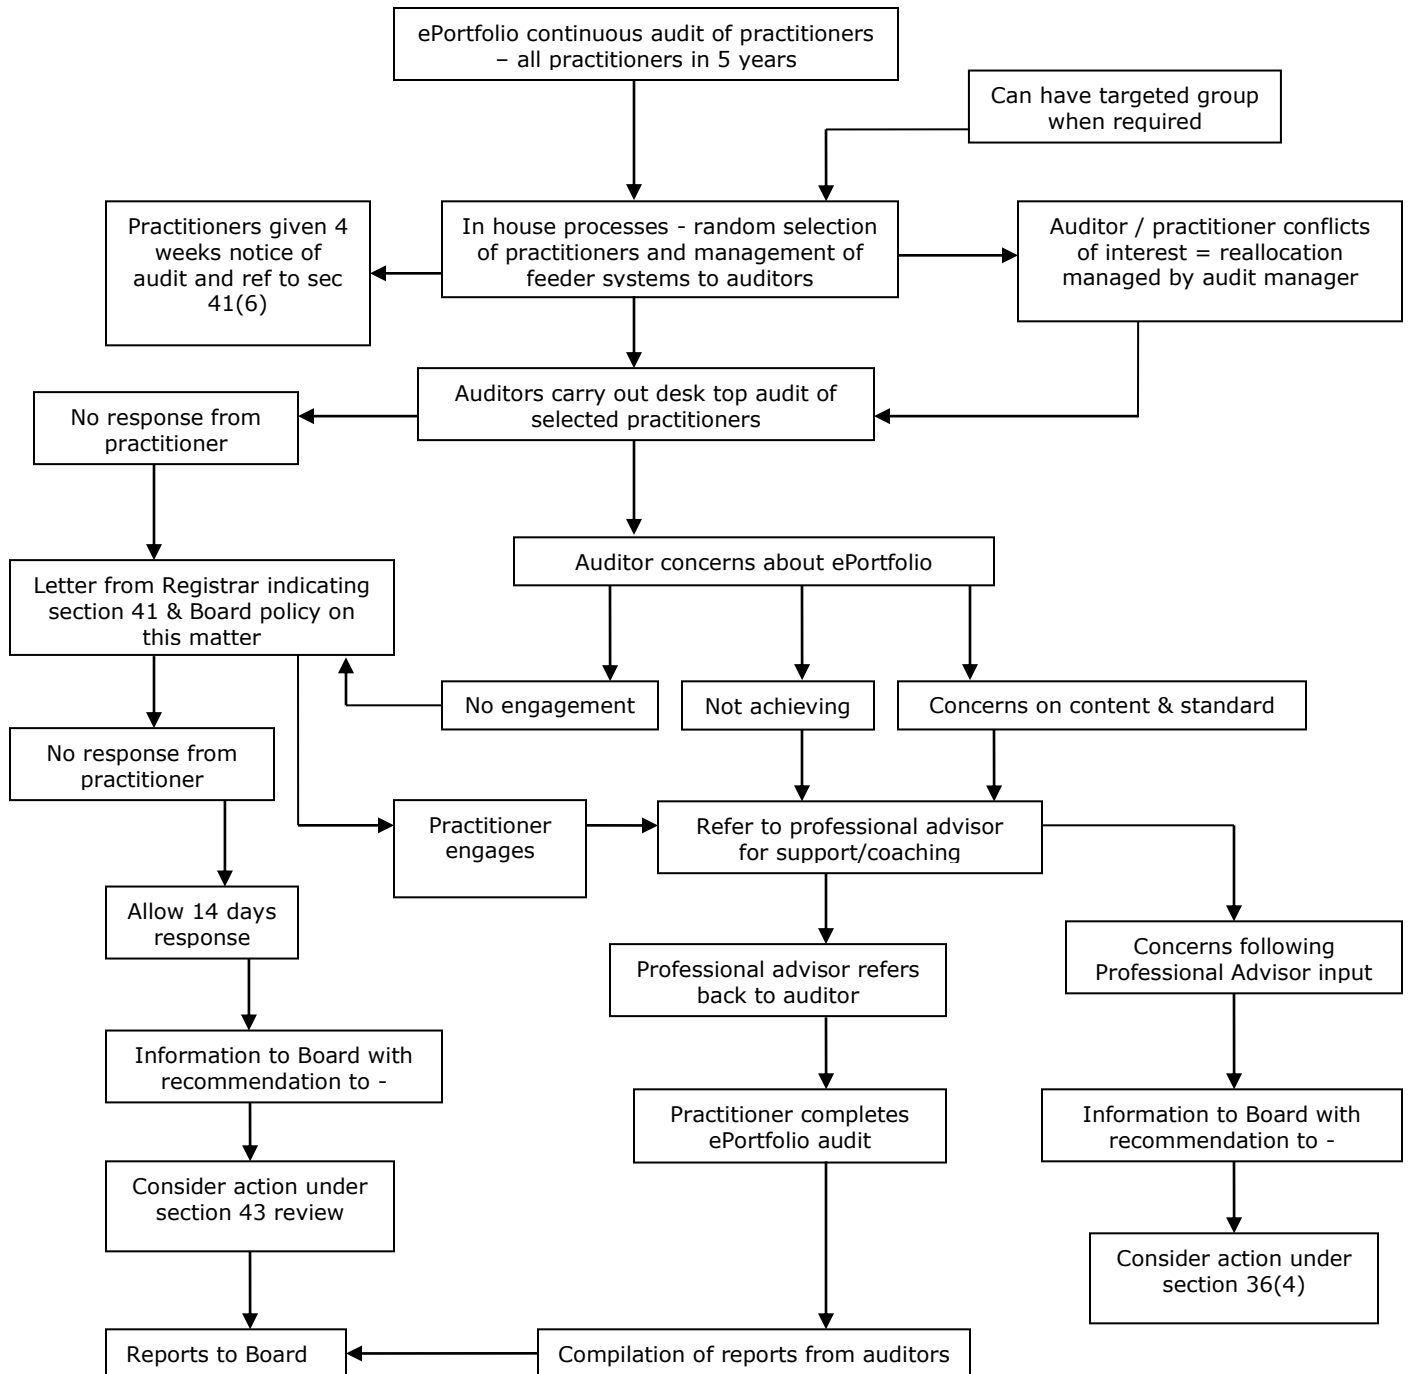 ePortfolio continuous audit of practitioners
– all practitioners in 5 years
Can have targeted group
when required
Practitioners given 4
weeks notice of
audit and ref to sec
41(6)
In house processes - random selection
of practitioners and management of
feeder systems to auditors
Auditor / practitioner conflicts
of interest = reallocation
managed by audit manager
Auditors carry out desk top audit of
selected practitioners
No response from
practitioner
Auditor concerns about ePortfolio
Letter from Registrar indicating
section 41 & Board policy on
this matter
No engagement
Not achieving
Concerns on content & standard
No response from
practitioner
Practitioner
engages
Refer to professional advisor
for support/coaching
Allow 14 days
response
Professional advisor refers
back to auditor
Concerns following
Professional Advisor input
Information to Board with
recommendation to -
Practitioner completes
ePortfolio audit
Information to Board with
recommendation to -
Consider action under
section 43 review
Consider action under
section 36(4)
Reports to Board
Compilation of reports from auditors